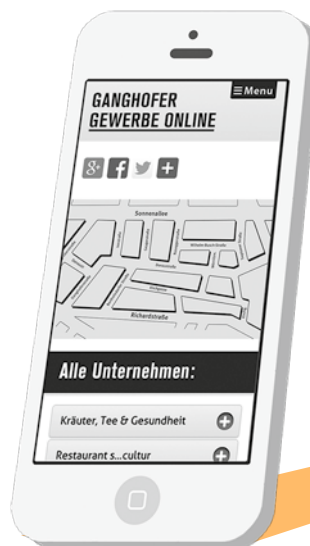 ≡Menu
GANGHOFER
GEWERBE ONLINE
Sonnenallee
Richardstraße
Alle Unternehmen:
Kräuter, Tee & Gesundheit
Restaurant s...cultur